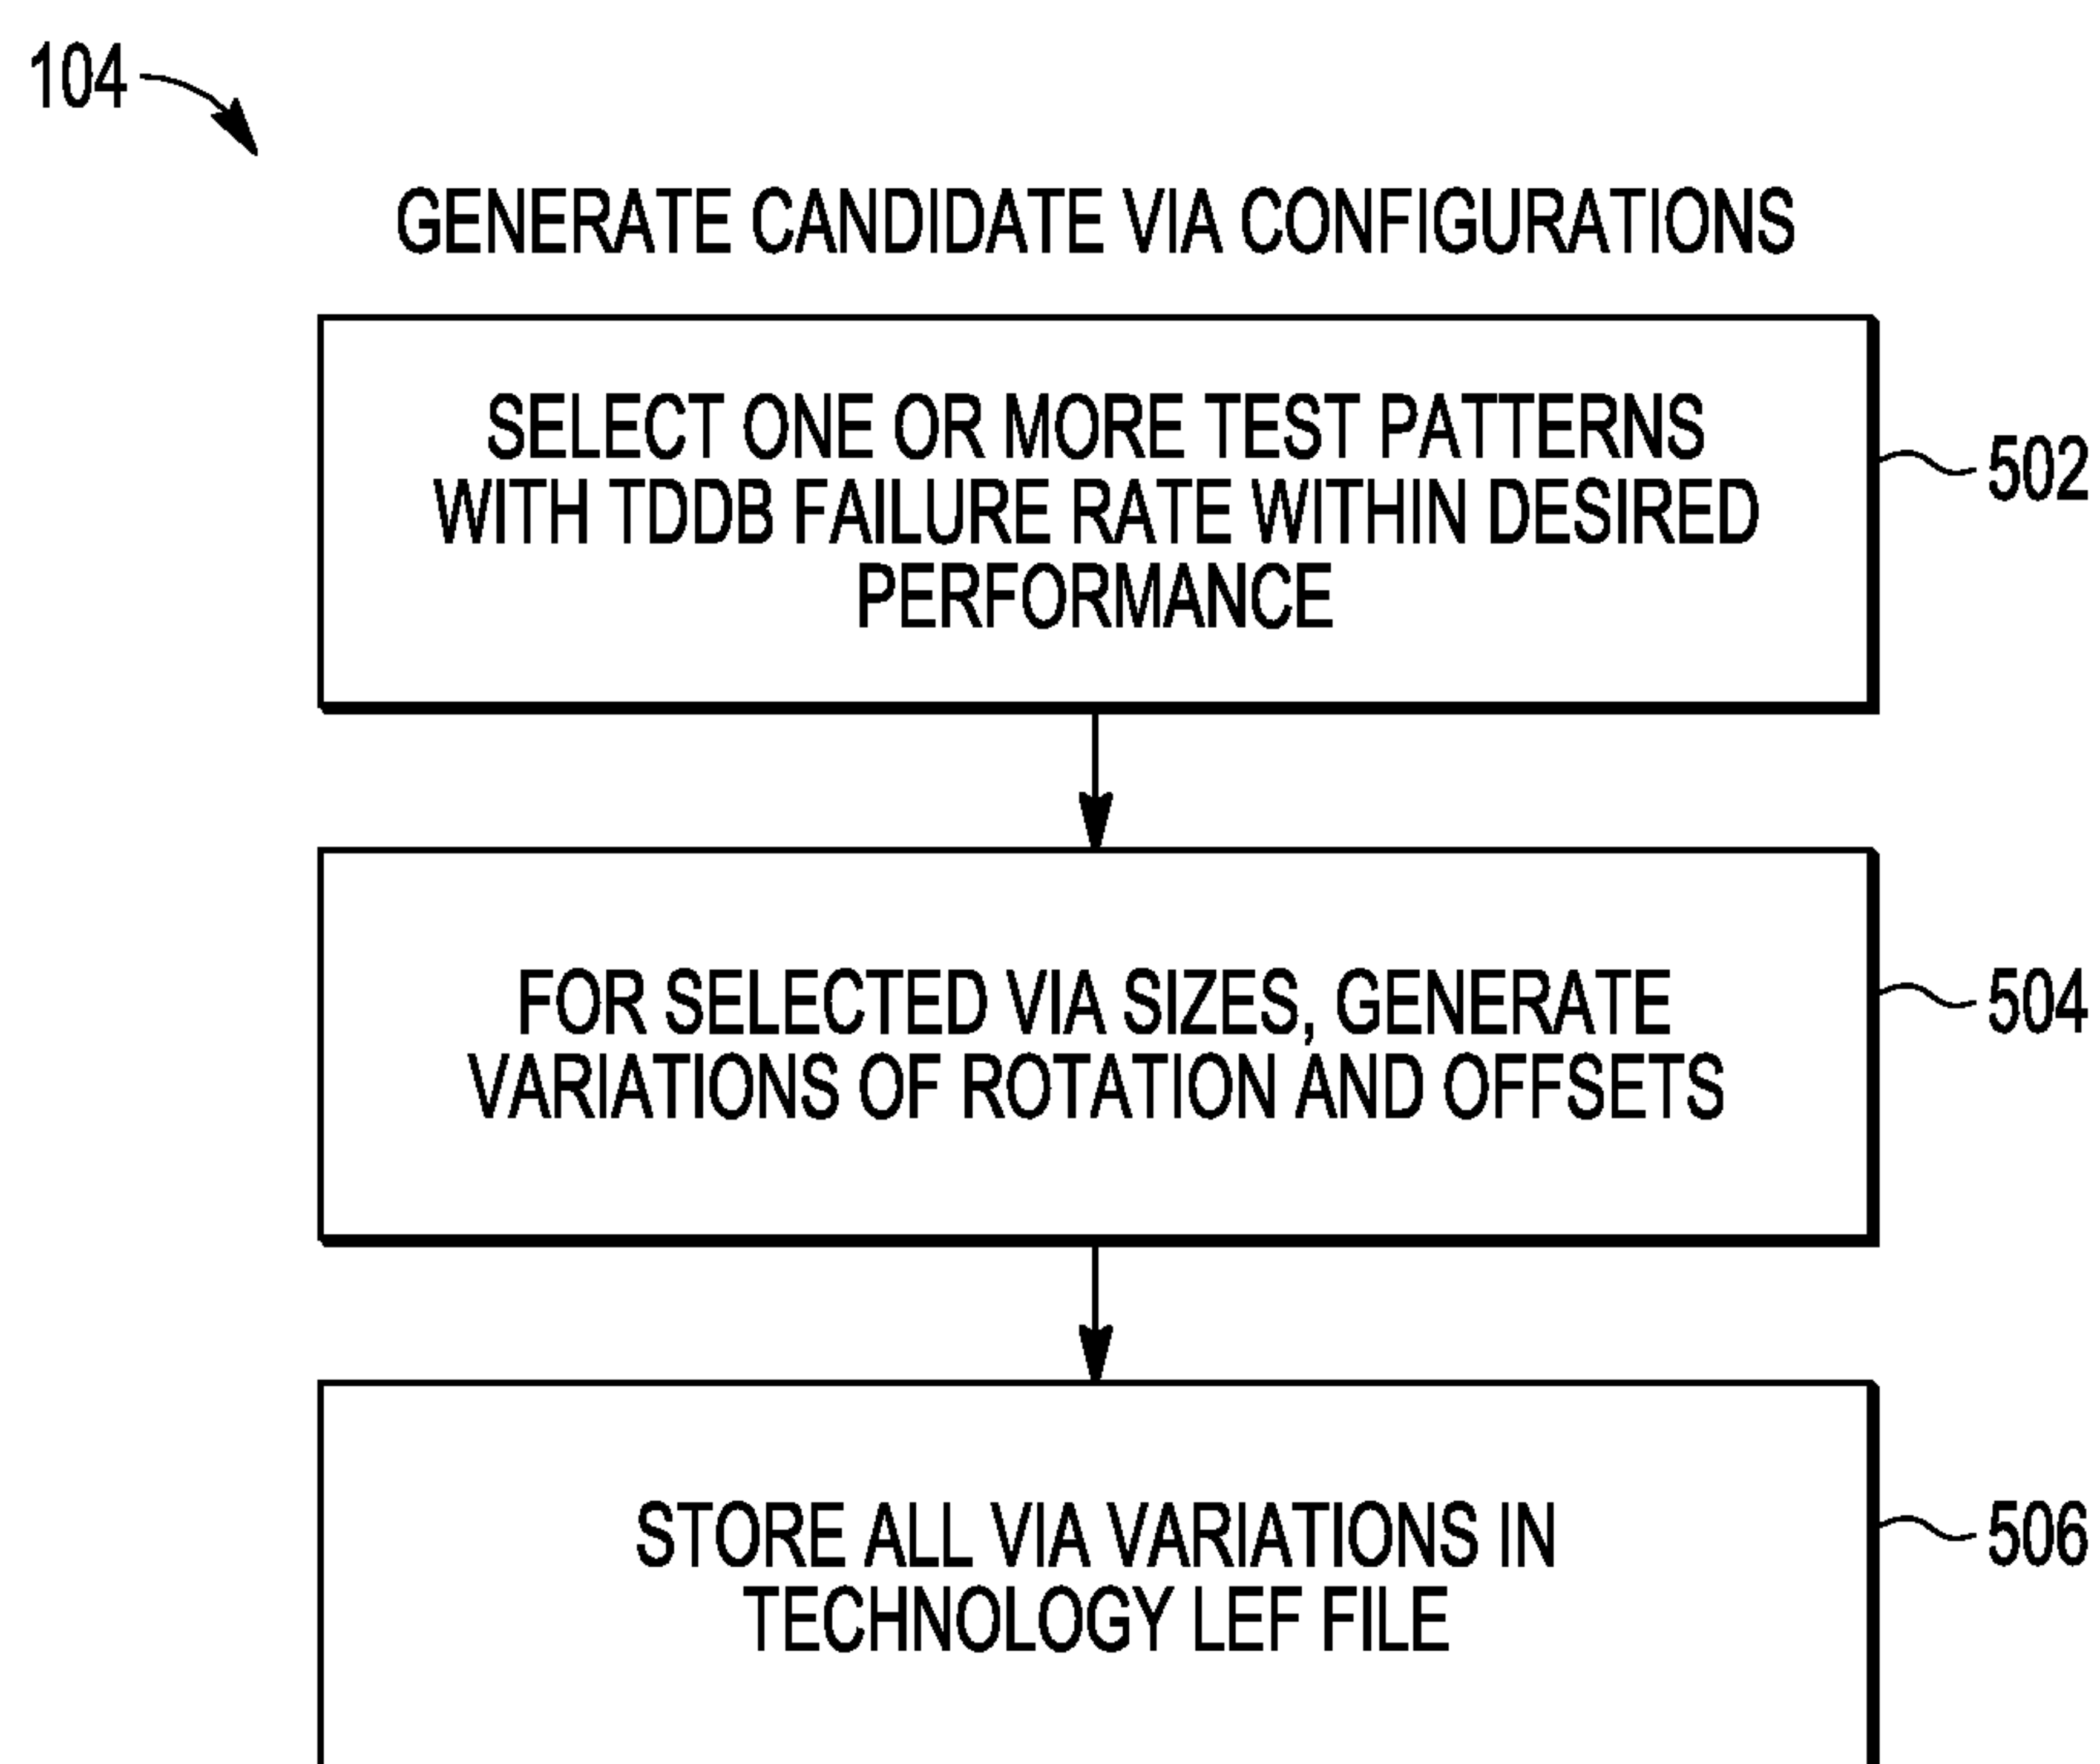 104
GENERATE CANDIDATE VIA CONFIGURATIONS
SELECT ONE OR MORE TEST PATTERNS
WITH TDDB FAILURE RATE WITHIN DESIRED
PERFORMANCE
502
FOR SELECTED VIA SIZES, GENERATE
VARIATIONS OF ROTATION AND OFFSETS
504
STORE ALL VIA VARIATIONS IN
TECHNOLOGY LEF FILE
506